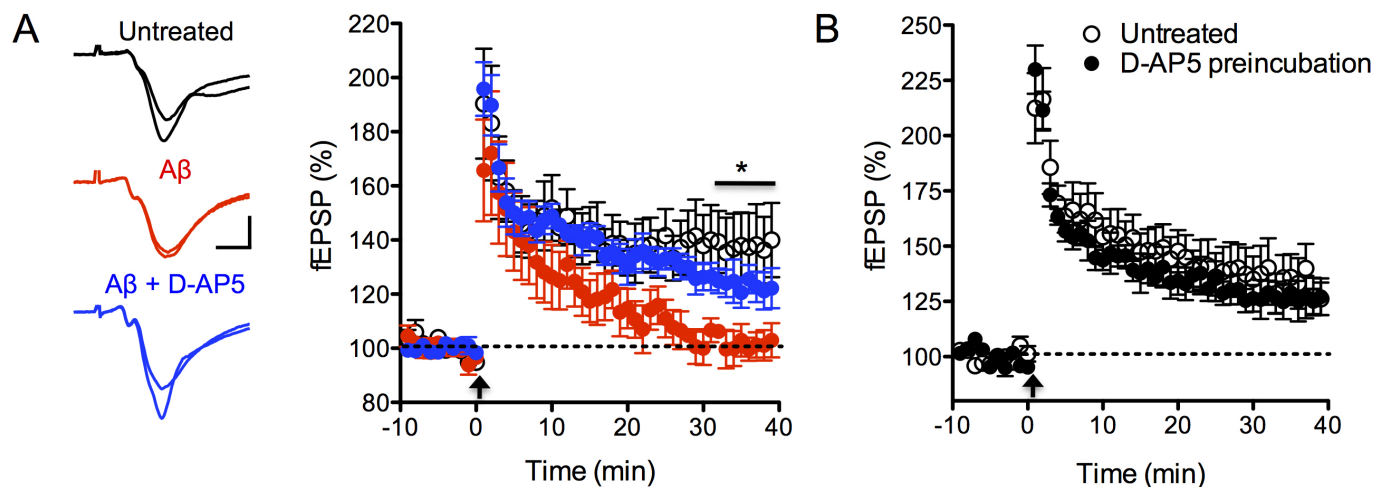 A
Untreated
Aβ
Aβ + D-AP5
fEPSP (%)
220
200
180
160
140
120
100
80
*
-10
0
10
20
30
40
Time (min)
B
Untreated
D-AP5 preincubation
fEPSP (%)
250
225
200
175
150
125
100
-10
0
10
20
30
40
Time (min)